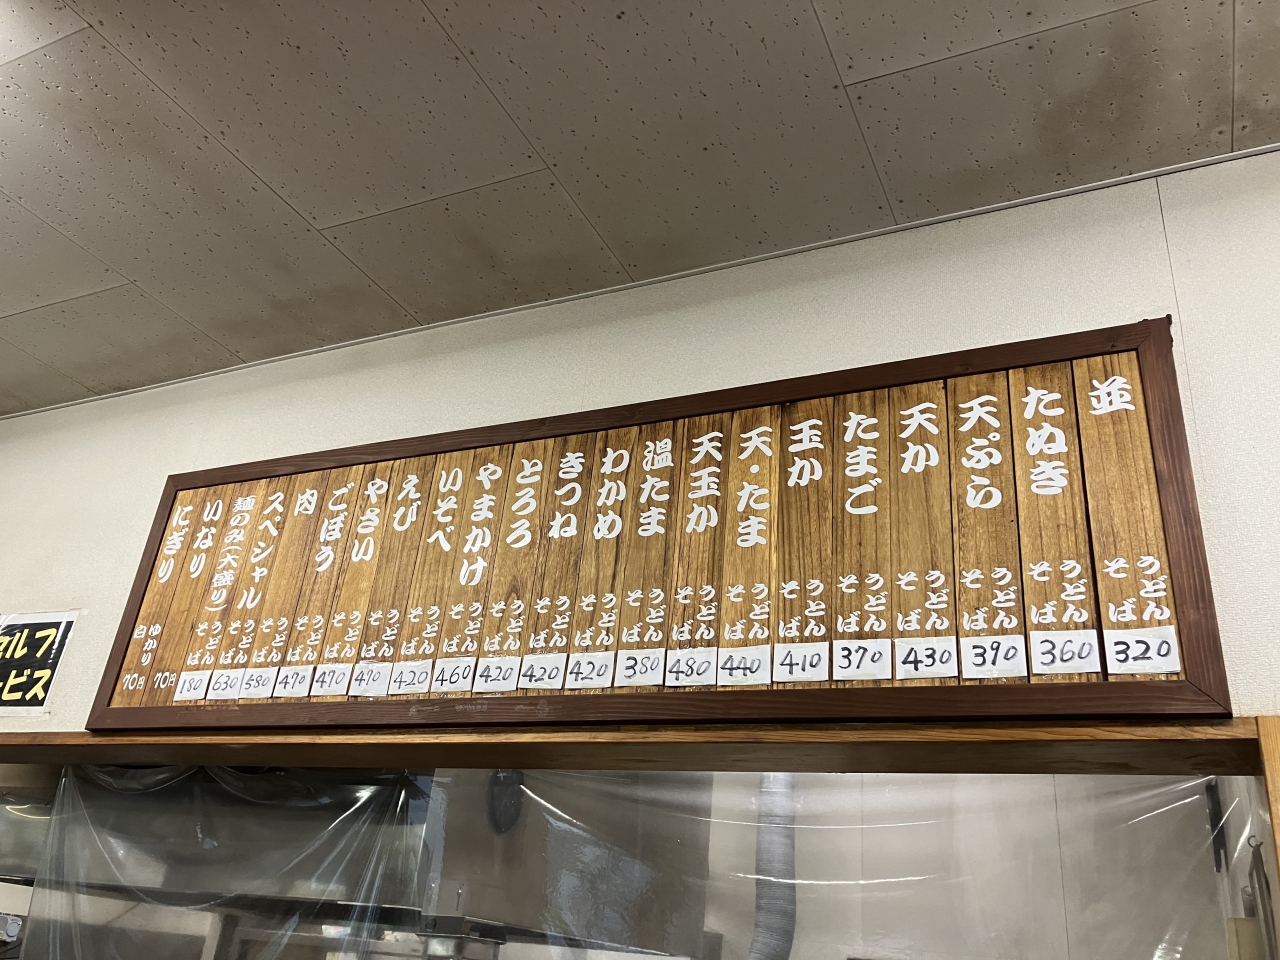 並 うどん そば 320
たぬき うどん そば 360
天ぷら うどん そば 390
天か うどん そば 430
たまご うどん そば 370
玉か うどん そば 410
天・たま うどん そば 440
天玉か うどん そば 480
温たま うどん そば 380
わかめ うどん そば 420
きつね うどん そば 420
とろろ うどん そば 420
やまかけ うどん そば 460
いそべ うどん そば 420
えび うどん そば 470
やさい うどん そば 470
ごぼう うどん そば 470
肉 うどん そば 580
スペシャル うどん そば 630
麺のみ(大盛り) うどん そば 180
いなり 70円
にぎり ゆかり 白 70円
ルフ
ービス